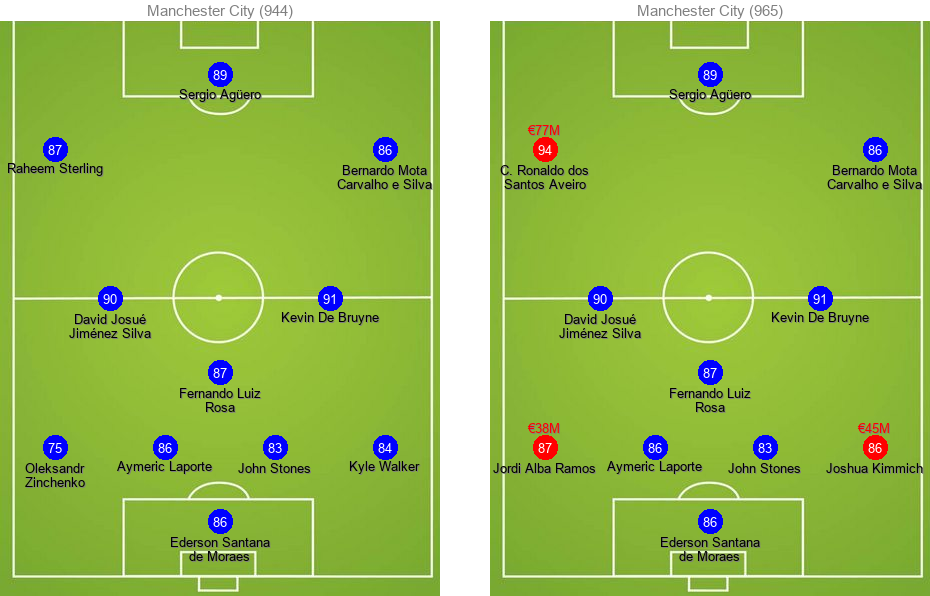 Manchester City (944)
89
Sergio Agüero
87
Raheem Sterling
86
Bernardo Mota
Carvalho e Silva
90
David Josué
Jiménez Silva
91
Kevin De Bruyne
87
Fernando Luiz
Rosa
75
Oleksandr
Zinchenko
86
Aymeric Laporte
83
John Stones
84
Kyle Walker
86
Ederson Santana
de Moraes
Manchester City (965)
89
Sergio Agüero
€77M
94
C. Ronaldo dos
Santos Aveiro
86
Bernardo Mota
Carvalho e Silva
90
David Josué
Jiménez Silva
91
Kevin De Bruyne
87
Fernando Luiz
Rosa
€38M
87
Jordi Alba Ramos
86
Aymeric Laporte
83
John Stones
€45M
86
Joshua Kimmich
86
Ederson Santana
de Moraes